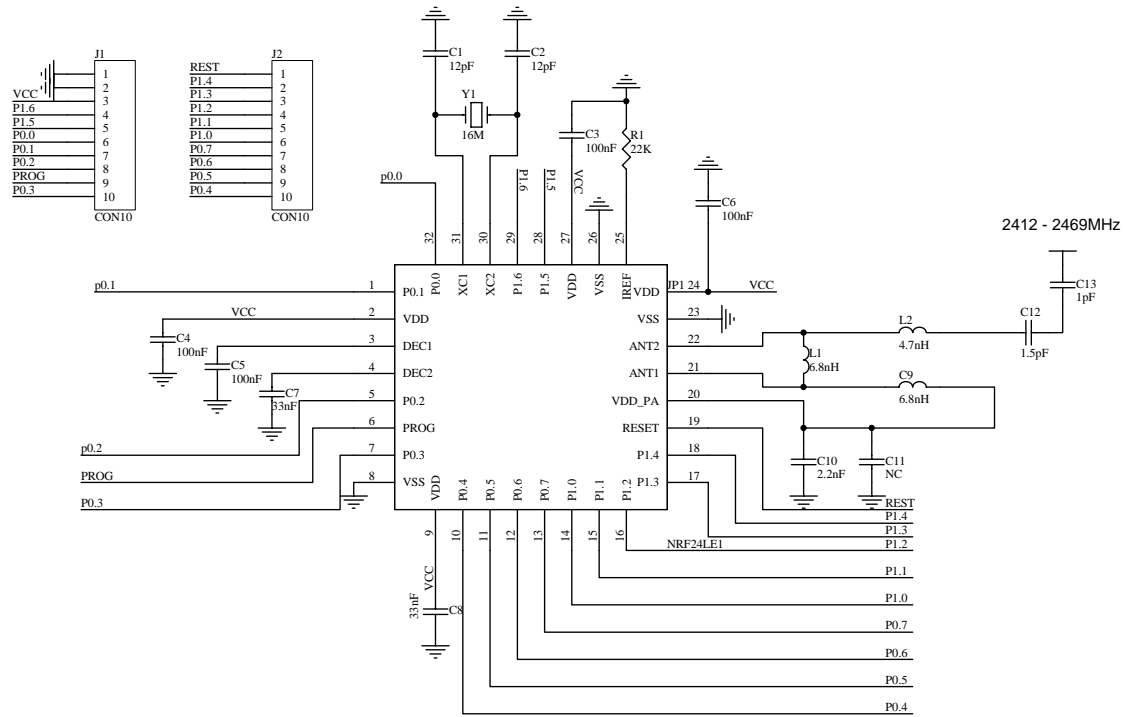 J1
1
2
VCC 3
P1.6 4
P1.5 5
P0.0 6
P0.1 7
P0.2 8
PROG 9
P0.3 10
CON10
J2
REST 1
P1.4 2
P1.3 3
P1.2 4
P1.1 5
P1.0 6
P0.7 7
P0.6 8
P0.5 9
P0.4 10
CON10
C1
12pF
C2
12pF
Y1
16M
C3
100nF
R1
22K
p0.0
P1.6
P1.5
VCC
C6
100nF
2412 - 2469MHz
32 31 30 29 28 27 26 25
P0.0 XC1 XC2 P1.6 P1.5 VDD VSS IREF
p0.1 1 P0.1
VCC 2 VDD
3 DEC1
4 DEC2
5 P0.2
6 PROG
7 P0.3
8 VSS
C4
100nF
C5
100nF
C7
33nF
p0.2
PROG
P0.3
VDD JP1 24 VCC
VSS 23
ANT2 22
ANT1 21
VDD_PA 20
RESET 19
P1.4 18
P1.3 17
C13
1pF
C12
1.5pF
L2
4.7nH
L1
6.8nH
C9
6.8nH
C10
2.2nF
C11
NC
VDD P0.4 P0.5 P0.6 P0.7 P1.0 P1.1 P1.2
9 10 11 12 13 14 15 16
NRF24LE1
VCC
33nF
C8
REST
P1.4
P1.3
P1.2
P1.1
P1.0
P0.7
P0.6
P0.5
P0.4